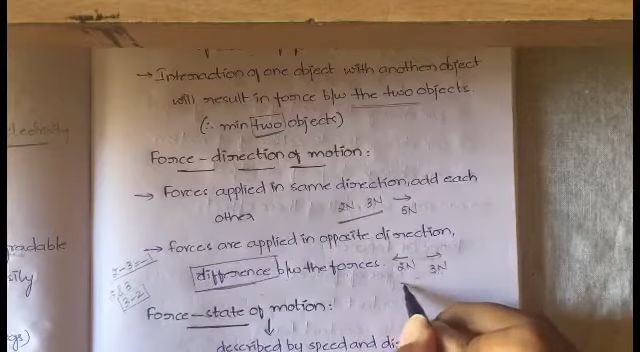 → Interaction of one object with another object
will result in force b/w the two objects.
(∴ min two objects)
Force - direction of motion:
→ Forces applied in same direction, add each
other 2N, 3N → 5N
→ forces are applied in opposite direction,
difference b/w the forces. ← 2N → 3N
Force - state of motion:
↓
described by speed and
gradable